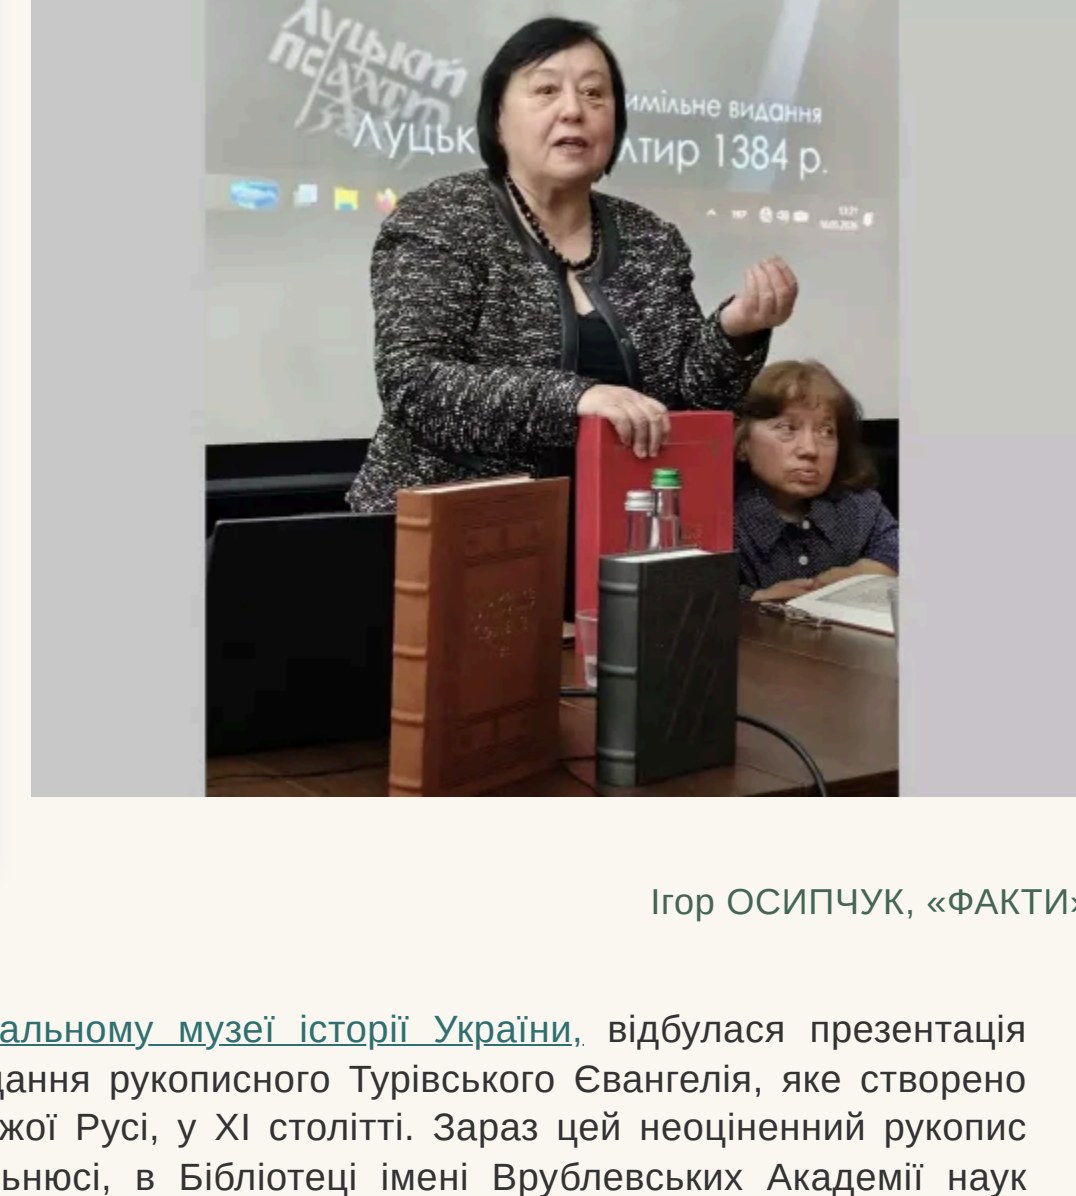 Луцький
псалтир
имільне видання
Луцьк лтир 1384 р.
Ігор ОСИПЧУК, «ФАКТИ»
альному музеї історії України, відбулася презентація
дання рукописного Турівського Євангелія, яке створено
жої Русі, у XI столітті. Зараз цей неоціненний рукопис
ьнюсі, в Бібліотеці імені Врублевських Академії наук